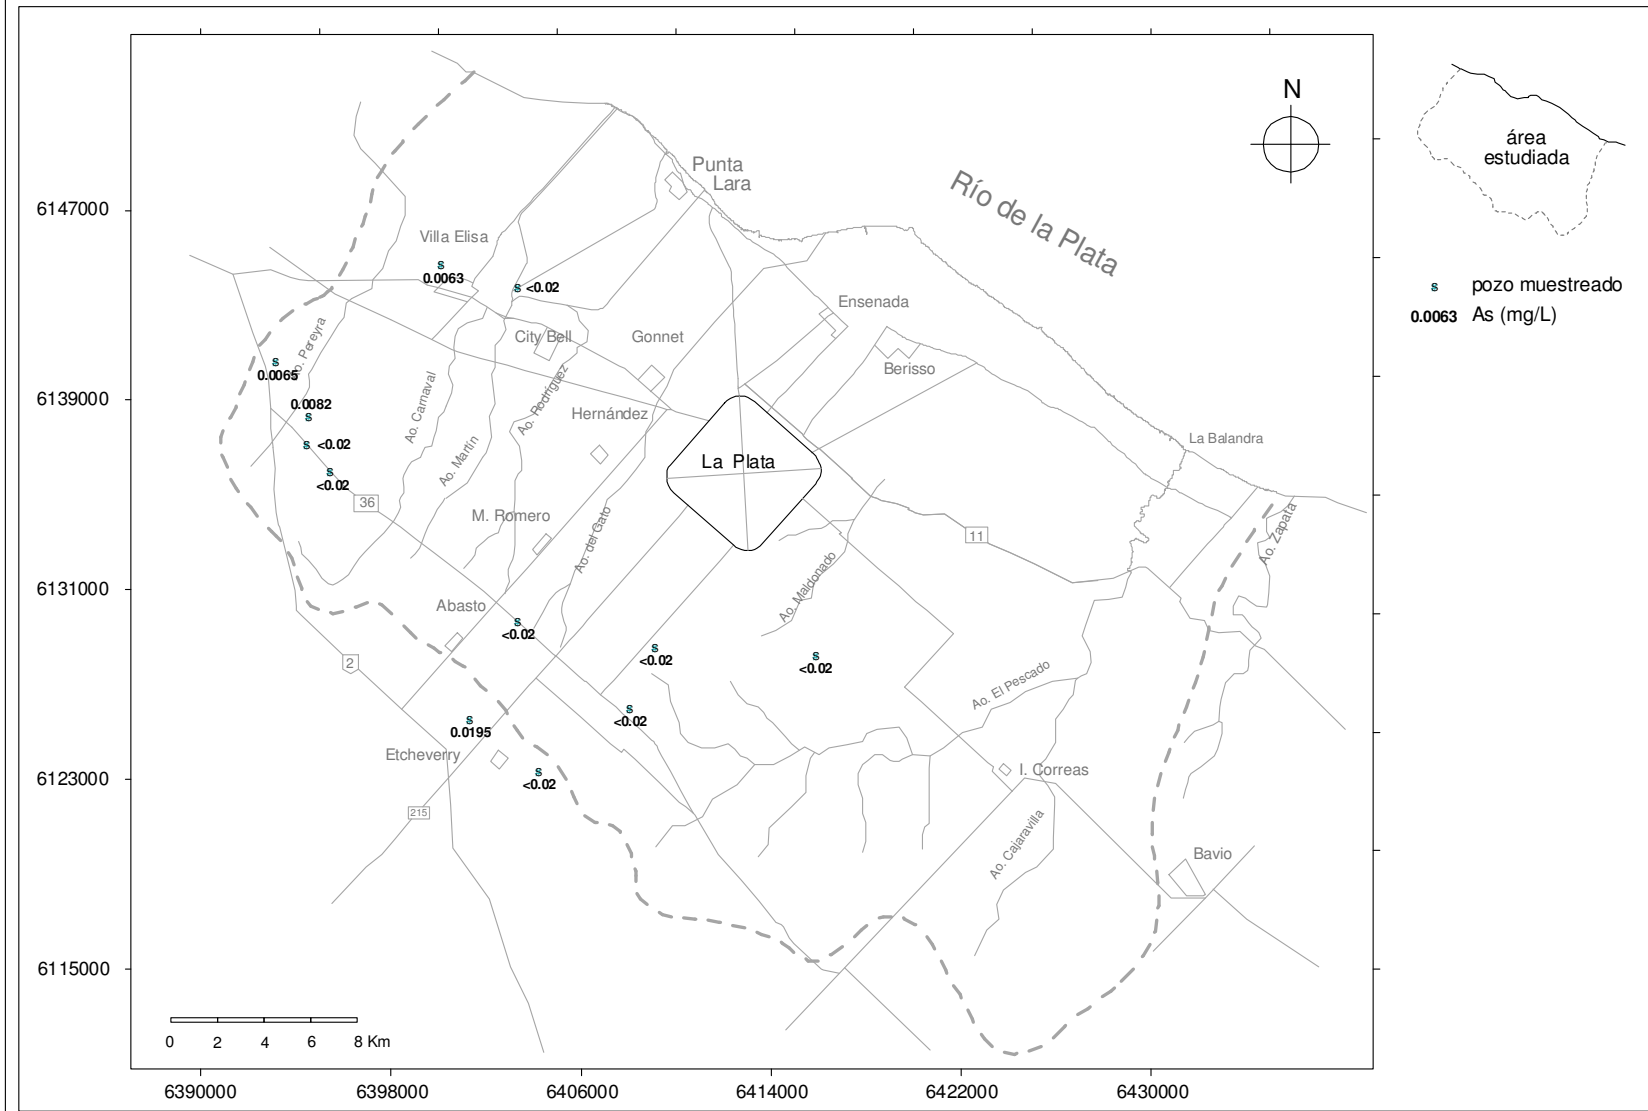 N
Punta
Lara
Río de la Plata
área
estudiada
6147000
Villa Elisa
s
0.0063
s <0.02
s pozo muestreado
0.0063 As (mg/L)
Ensenada
City Bell
Gonnet
Ao. Pereyra
s
0.0065
Berisso
Ao. Carnaval
Ao. Rodríguez
6139000
0.0082
s
Hernández
s <0.02
Ao. Martín
La Plata
La Balandra
s
<0.02
36
M. Romero
Ao. del Gato
11
Ao. Zapata
Ao. Maldonado
6131000
Abasto
s
<0.02
s
<0.02
s
<0.02
2
Ao. El Pescado
s
<0.02
s
0.0195
Etcheverry
s
<0.02
6123000
I. Correas
215
Ao. Cajaravilla
Bavio
6115000
0 2 4 6 8 Km
6390000 6398000 6406000 6414000 6422000 6430000